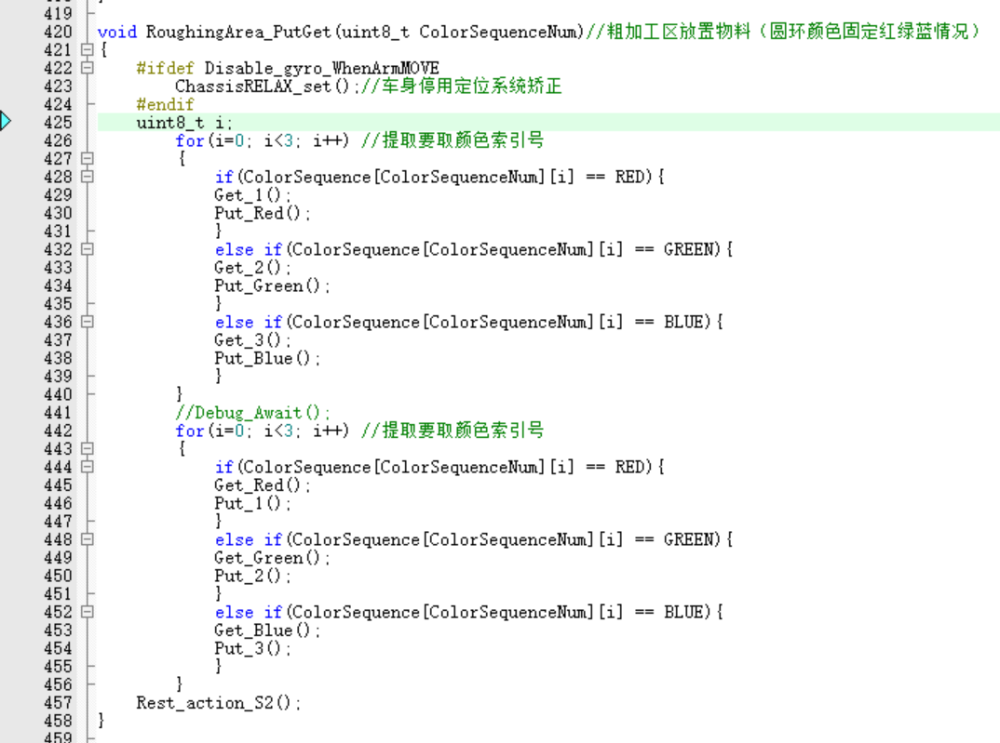 419
420 void RoughingArea_PutGet(uint8_t ColorSequenceNum)//粗加工区放置物料（圆环颜色固定红绿蓝情况）
421 {
422 #ifdef Disable_gyro_WhenArmMOVE
423 ChassisRELAX_set();//车身停用定位系统矫正
424 #endif
425 uint8_t i;
426 for(i=0; i<3; i++) //提取要取颜色索引号
427 {
428 if(ColorSequence[ColorSequenceNum][i] == RED){
429 Get_1();
430 Put_Red();
431 }
432 else if(ColorSequence[ColorSequenceNum][i] == GREEN){
433 Get_2();
434 Put_Green();
435 }
436 else if(ColorSequence[ColorSequenceNum][i] == BLUE){
437 Get_3();
438 Put_Blue();
439 }
440 }
441 //Debug_Await();
442 for(i=0; i<3; i++) //提取要取颜色索引号
443 {
444 if(ColorSequence[ColorSequenceNum][i] == RED){
445 Get_Red();
446 Put_1();
447 }
448 else if(ColorSequence[ColorSequenceNum][i] == GREEN){
449 Get_Green();
450 Put_2();
451 }
452 else if(ColorSequence[ColorSequenceNum][i] == BLUE){
453 Get_Blue();
454 Put_3();
455 }
456 }
457 Rest_action_S2();
458 }
459